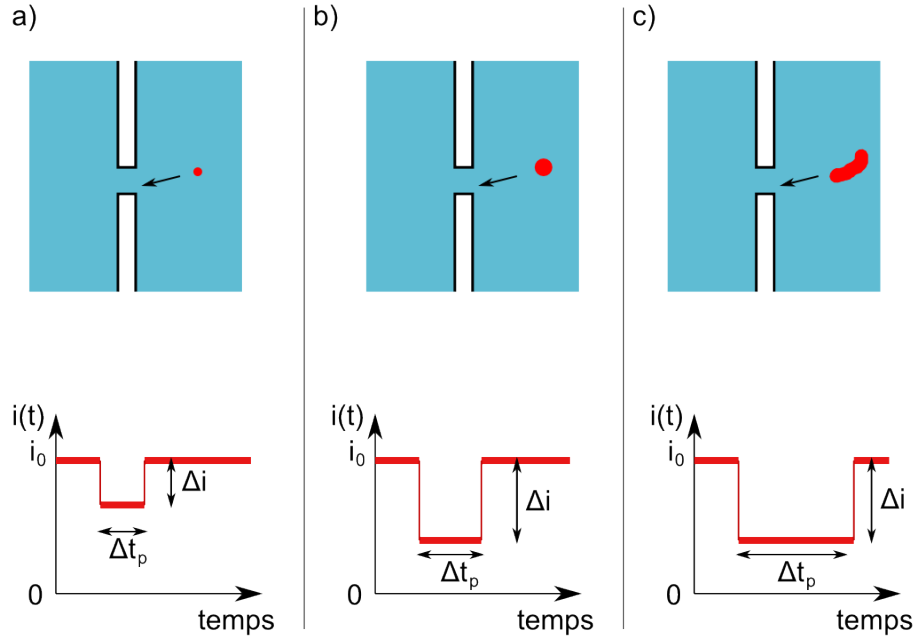 a)
b)
c)
i(t)
i₀
Δi
Δtₚ
0
temps
i(t)
i₀
Δi
Δtₚ
0
temps
i(t)
i₀
Δi
Δtₚ
0
temps